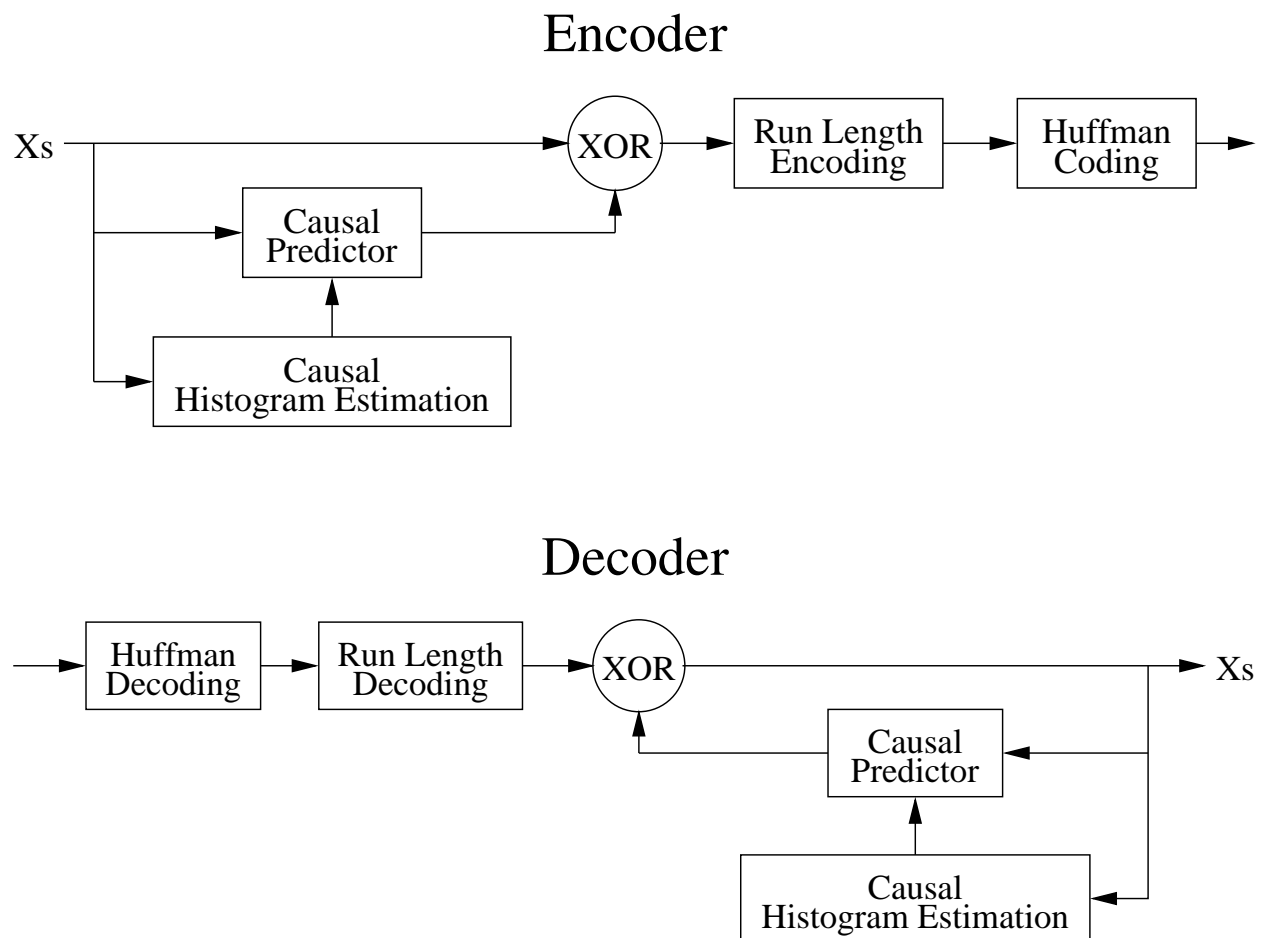 Encoder
Xs
XOR
Run Length
Encoding
Huffman
Coding
Causal
Predictor
Causal
Histogram Estimation
Decoder
Huffman
Decoding
Run Length
Decoding
XOR
Xs
Causal
Predictor
Causal
Histogram Estimation